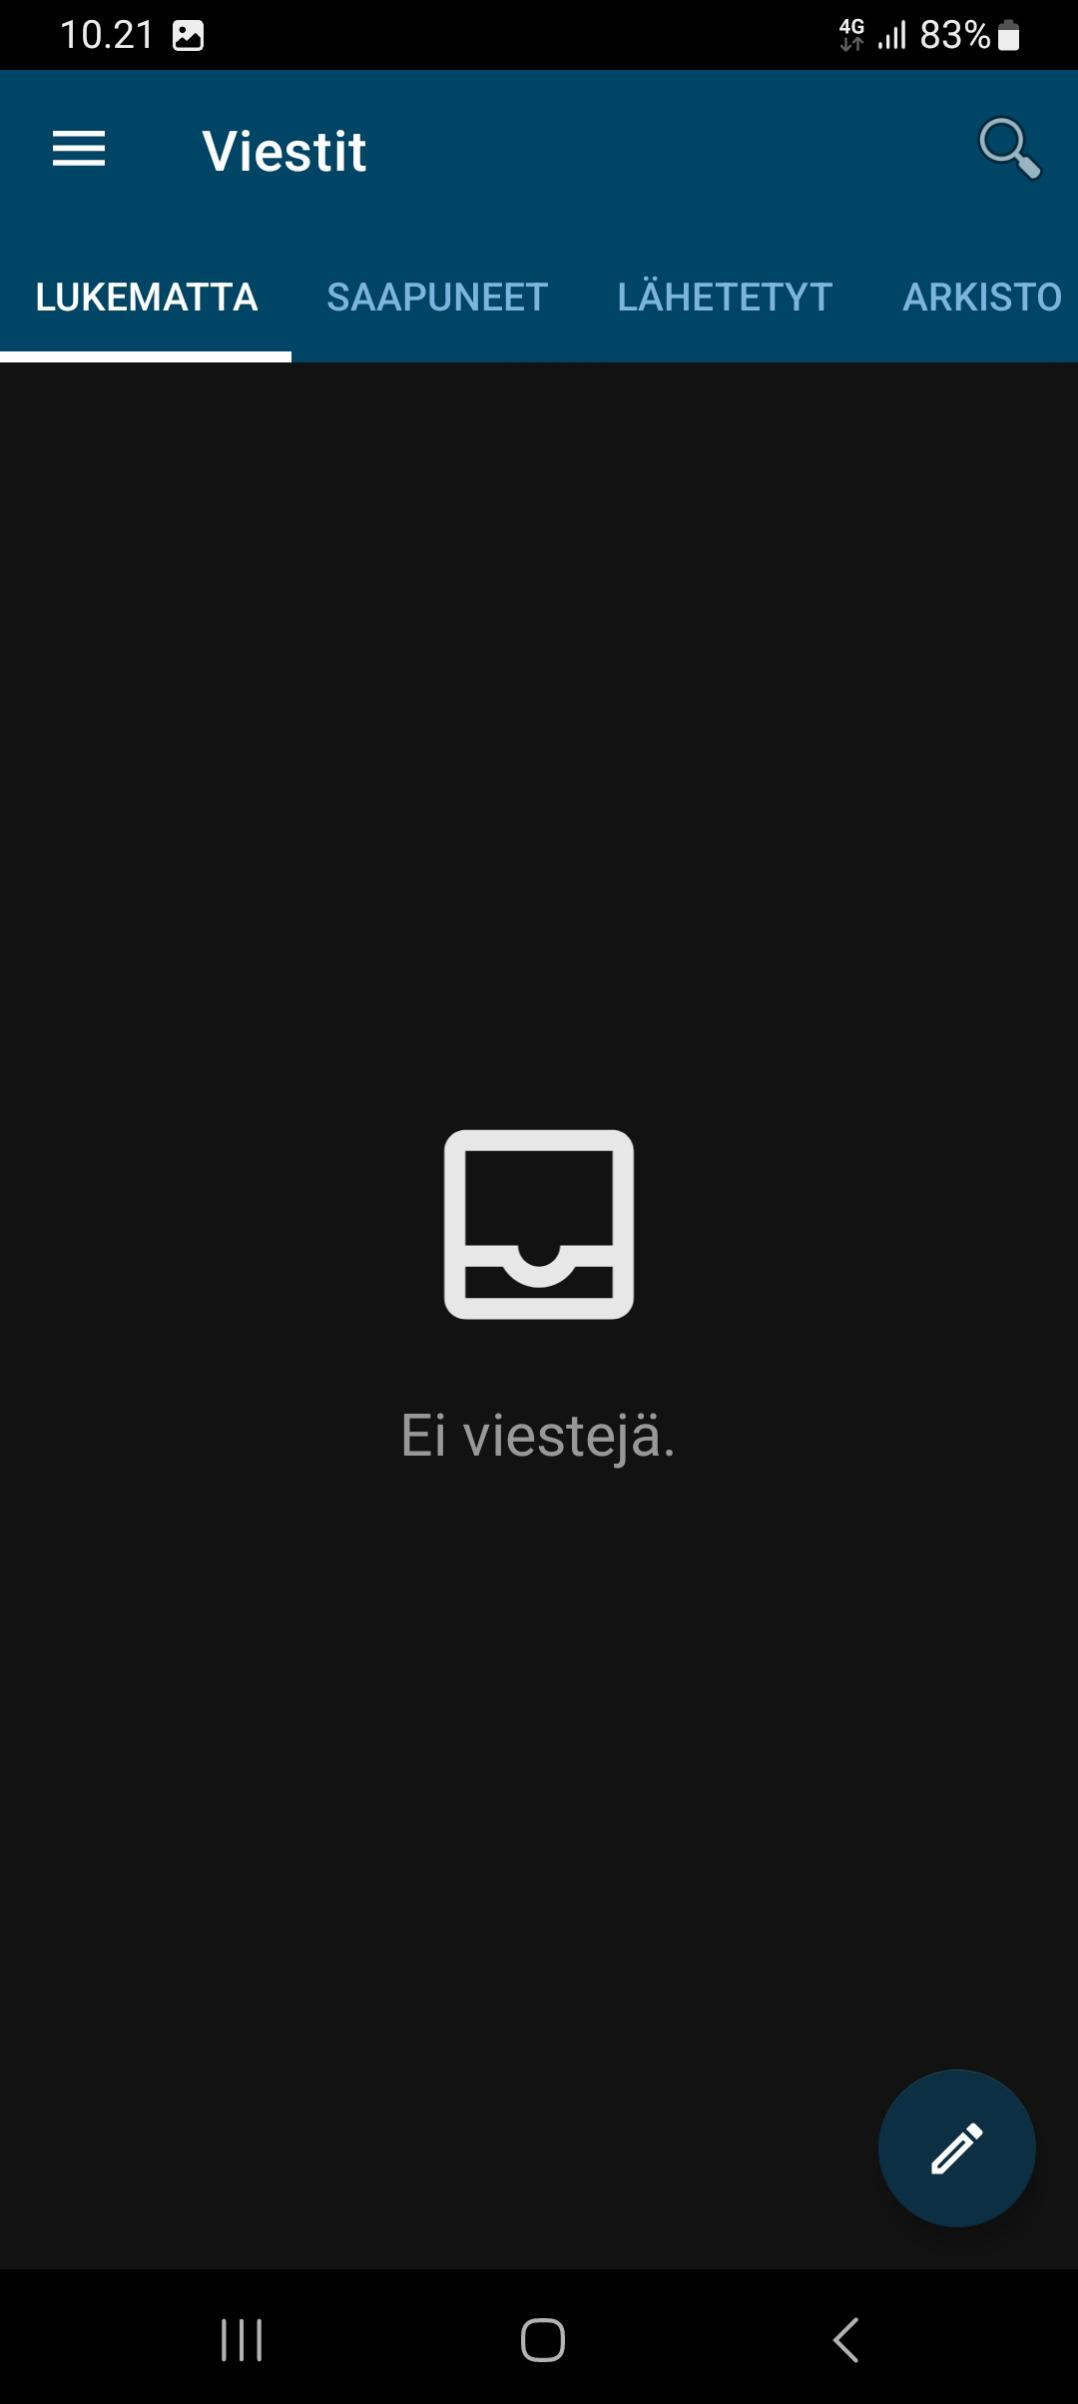 10.21
4G 83%
Viestit
LUKEMATTA SAAPUNEET LÄHETETYT ARKISTO
Ei viestejä.